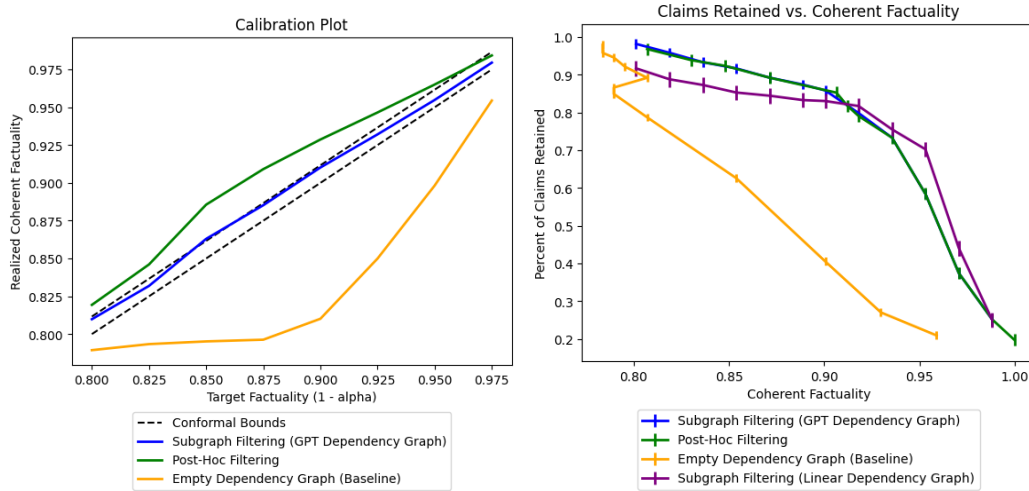 Calibration Plot
Realized Coherent Factuality
0.975
0.950
0.925
0.900
0.875
0.850
0.825
0.800
0.800 0.825 0.850 0.875 0.900 0.925 0.950 0.975
Target Factuality (1 - alpha)
Conformal Bounds
Subgraph Filtering (GPT Dependency Graph)
Post-Hoc Filtering
Empty Dependency Graph (Baseline)
Claims Retained vs. Coherent Factuality
Percent of Claims Retained
1.0
0.9
0.8
0.7
0.6
0.5
0.4
0.3
0.2
0.80 0.85 0.90 0.95 1.00
Coherent Factuality
Subgraph Filtering (GPT Dependency Graph)
Post-Hoc Filtering
Empty Dependency Graph (Baseline)
Subgraph Filtering (Linear Dependency Graph)